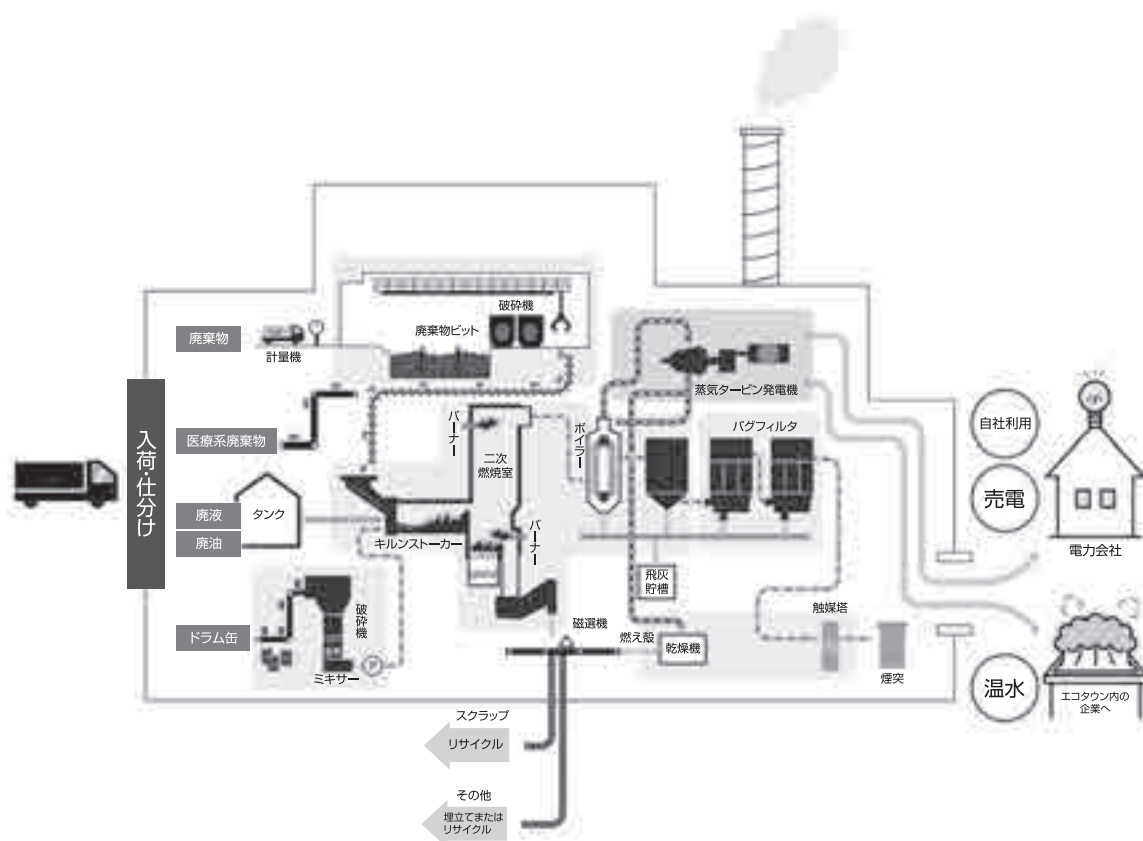 入荷・仕分け
廃棄物
計量機
廃棄物ピット
破砕機
医療系廃棄物
廃液
廃油
タンク
ドラム缶
破砕機
ミキサー
P
キルンストーカー
バーナー
二次
燃焼室
バーナー
ボイラー
蒸気タービン発電機
バグフィルタ
飛灰
貯槽
磁選機
燃え殻
乾燥機
触媒塔
煙突
自社利用
売電
電力会社
温水
エコタウン内の
企業へ
スクラップ
リサイクル
その他
埋立てまたは
リサイクル